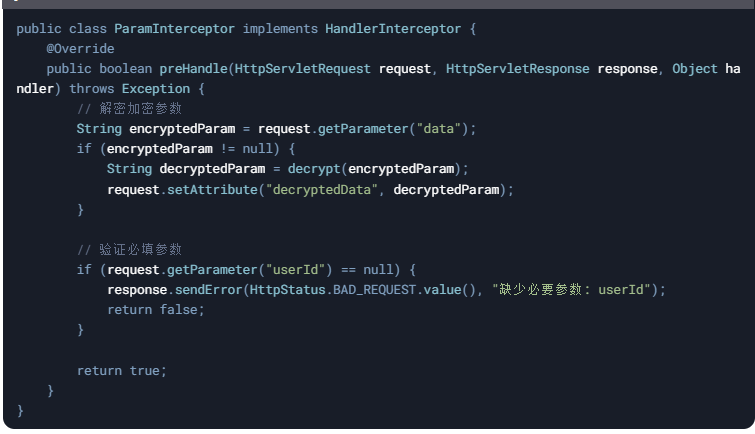 public class ParamInterceptor implements HandlerInterceptor {
    @Override
    public boolean preHandle(HttpServletRequest request, HttpServletResponse response, Object ha
ndler) throws Exception {
        // 解密加密参数
        String encryptedParam = request.getParameter("data");
        if (encryptedParam != null) {
            String decryptedParam = decrypt(encryptedParam);
            request.setAttribute("decryptedData", decryptedParam);
        }
        // 验证必填参数
        if (request.getParameter("userId") == null) {
            response.sendError(HttpStatus.BAD_REQUEST.value(), "缺少必要参数: userId");
            return false;
        }
        return true;
    }
}